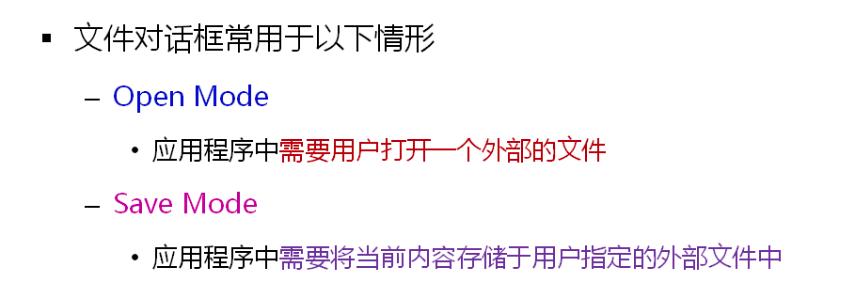 ▪ 文件对话框常用于以下情形
– Open Mode
• 应用程序中需要用户打开一个外部的文件
– Save Mode
• 应用程序中需要将当前内容存储于用户指定的外部文件中